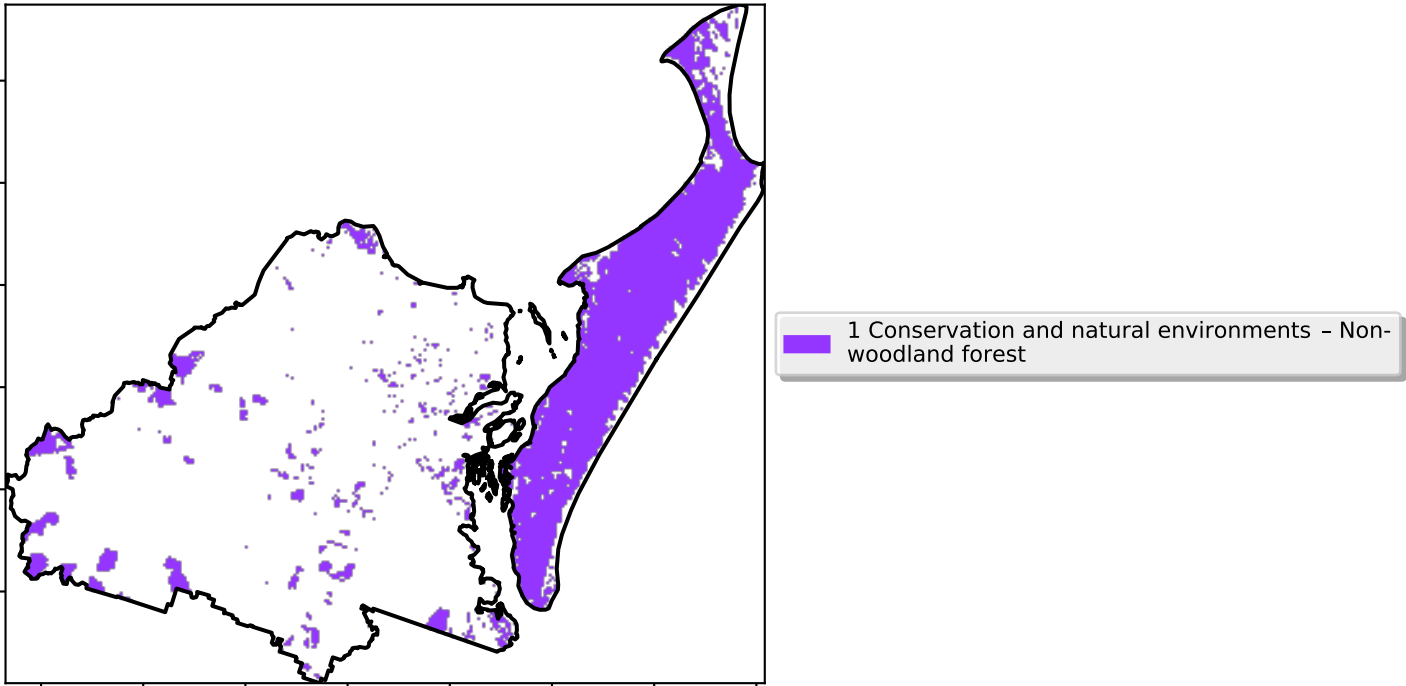 1 Conservation and natural environments – Non-
woodland forest